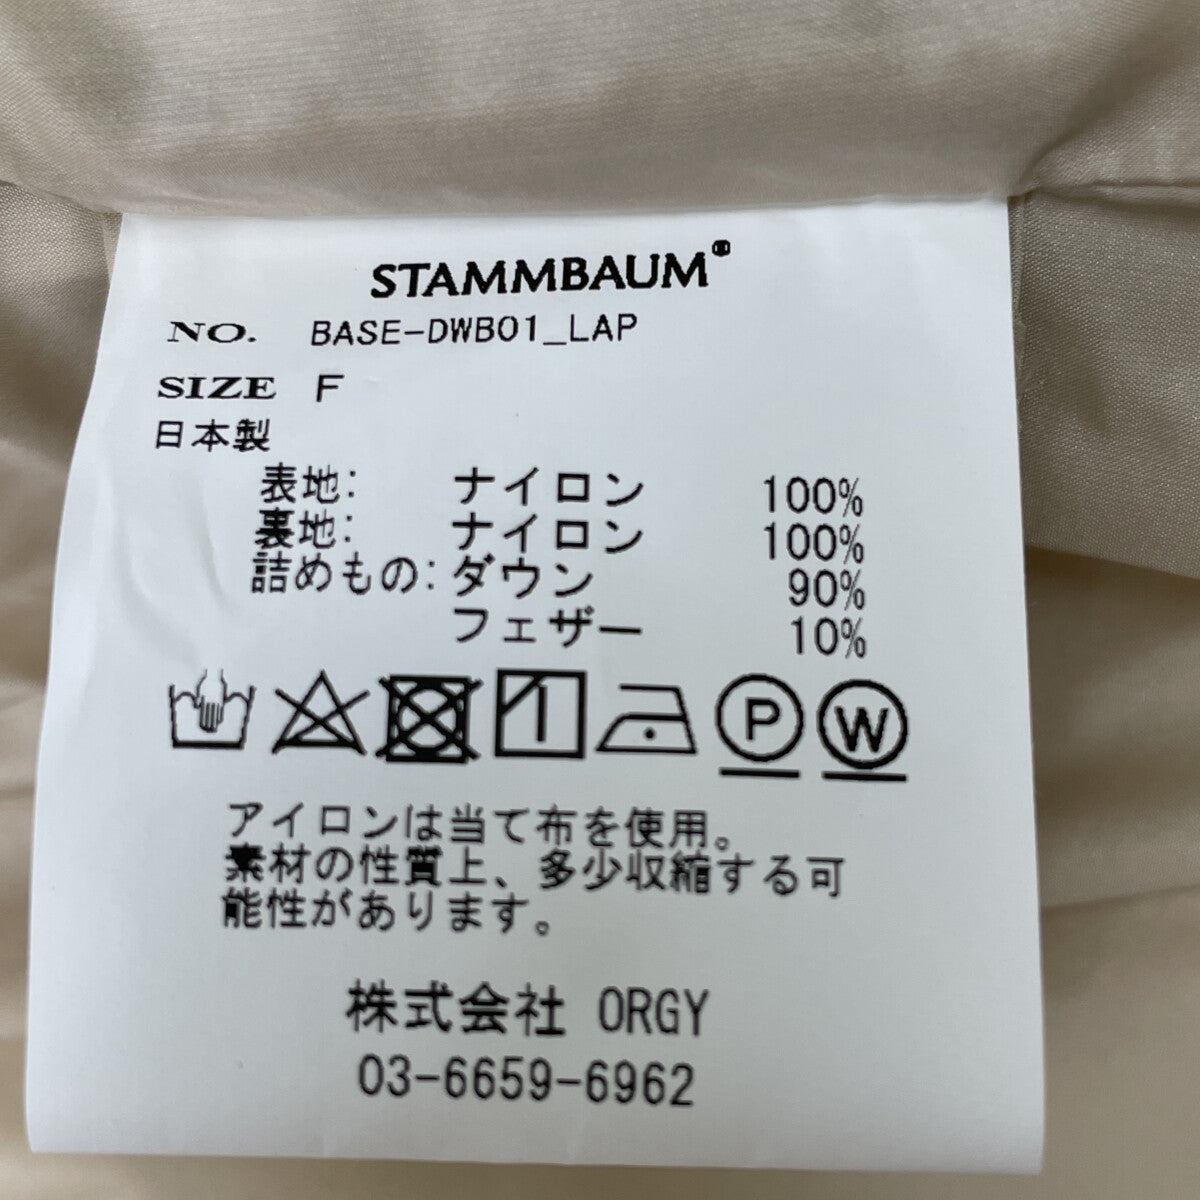 STAMMBAUM®
NO. BASE-DWB01_LAP
SIZE F
日本製
表地: ナイロン 100%
裏地: ナイロン 100%
詰めもの: ダウン 90%
フェザー 10%
P W
アイロンは当て布を使用。
素材の性質上、多少収縮する可
能性があります。
株式会社 ORGY
03-6659-6962